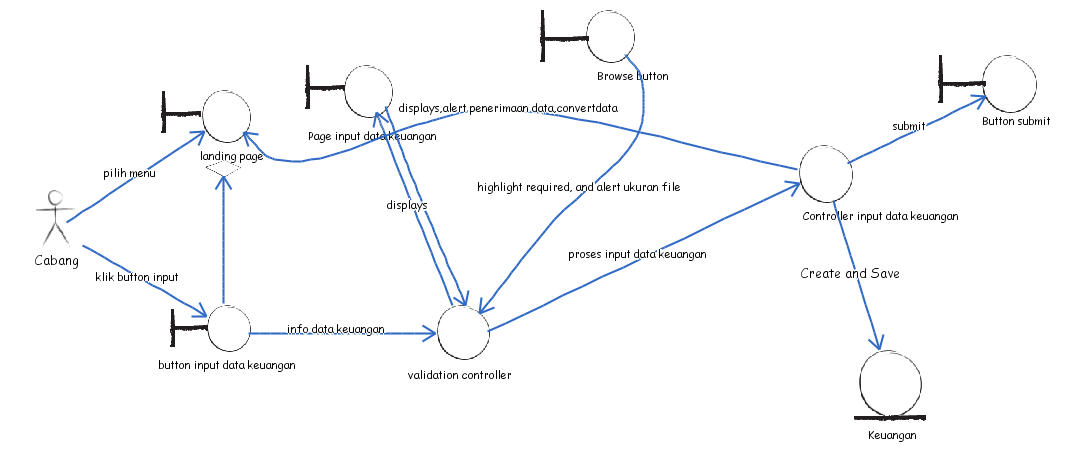 Browse button
displays,alert,penerimaan,data,convertdata
Button submit
submit
Page input data keuangan
landing page
pilih menu
highlight required, and alert ukuran file
displays
Controller input data keuangan
Cabang
proses input data keuangan
klik button input
Create and Save
info data keuangan
button input data keuangan
validation controller
Keuangan